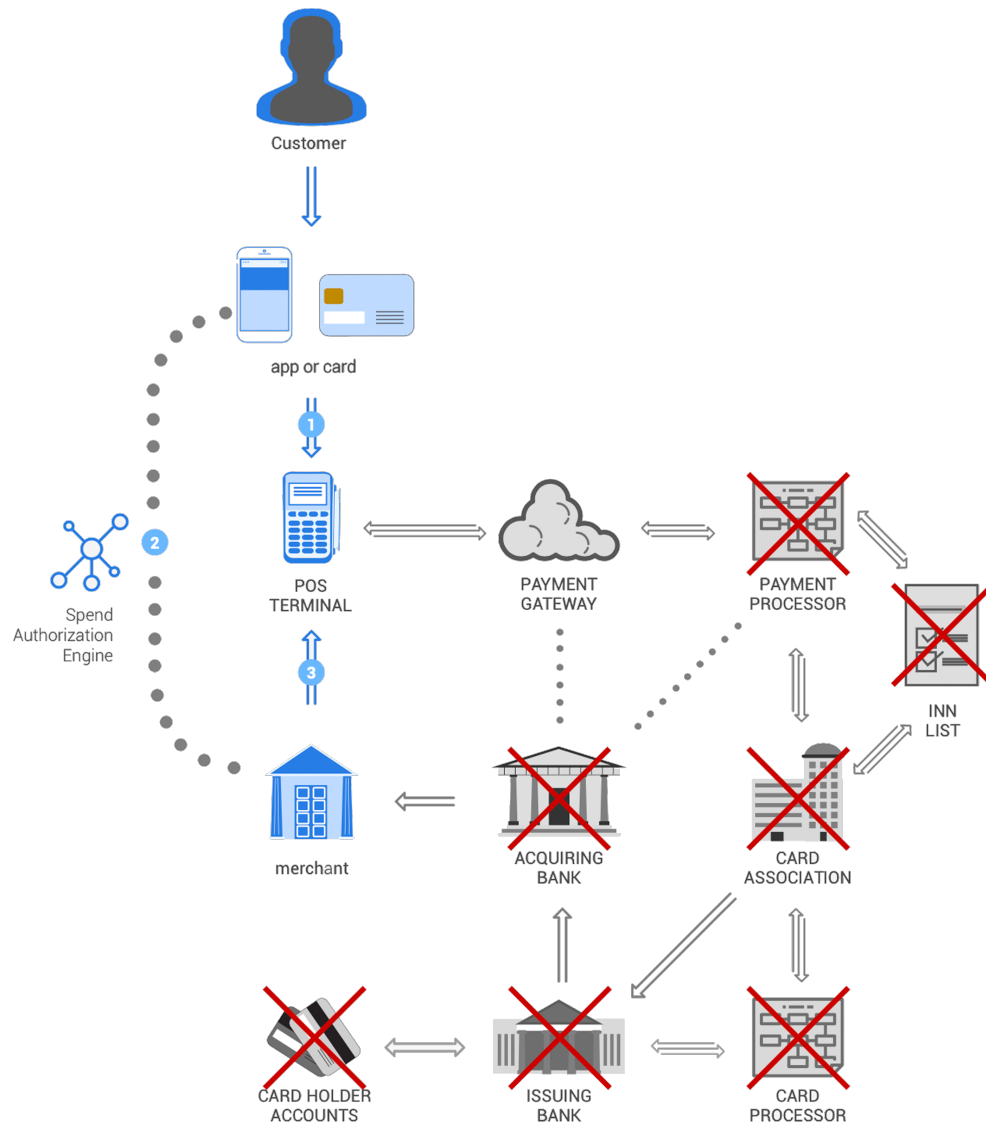 Customer
app or card
1
POS
TERMINAL
PAYMENT
GATEWAY
PAYMENT
PROCESSOR
2
Spend
Authorization
Engine
INN
LIST
3
merchant
ACQUIRING
BANK
CARD
ASSOCIATION
CARD HOLDER
ACCOUNTS
ISSUING
BANK
CARD
PROCESSOR